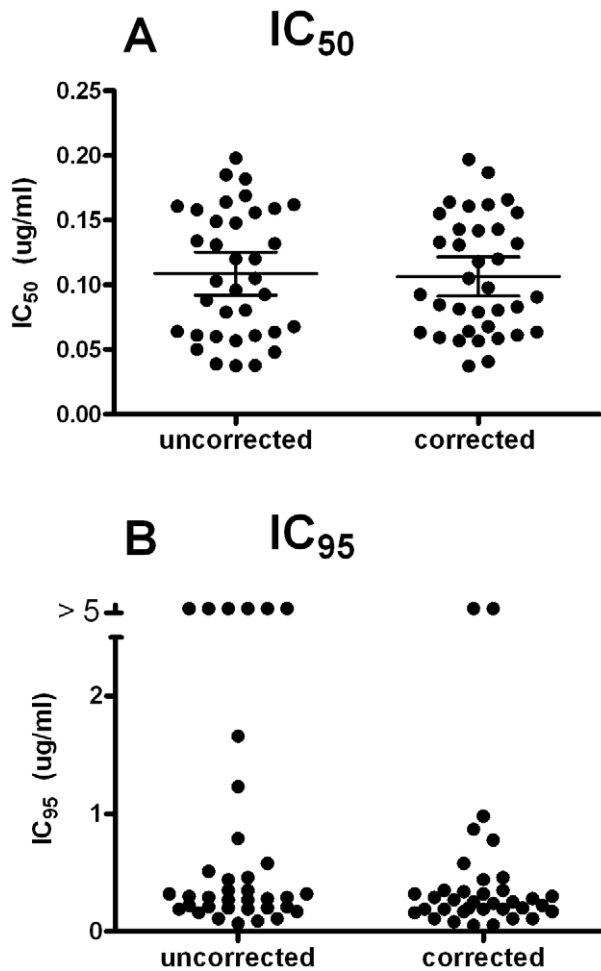 A IC50
0.25
0.20
0.15
0.10
0.05
0.00
IC50 (ug/ml)
uncorrected corrected
B IC95
> 5
2
1
0
IC95 (ug/ml)
uncorrected corrected